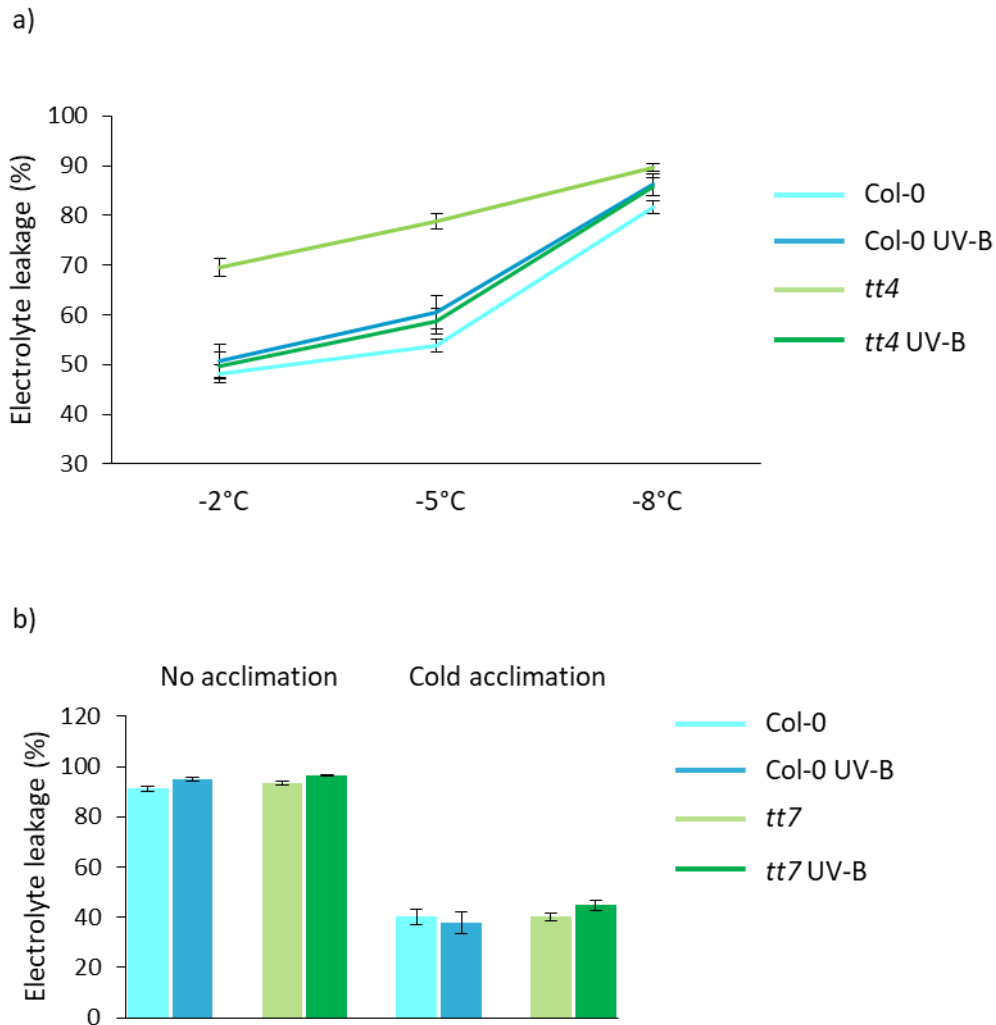 a)
Electrolyte leakage (%)
100
90
80
70
60
50
40
30
-2°C -5°C -8°C
Col-0
Col-0 UV-B
tt4
tt4 UV-B
b)
No acclimation Cold acclimation
Electrolyte leakage (%)
120
100
80
60
40
20
0
Col-0
Col-0 UV-B
tt7
tt7 UV-B